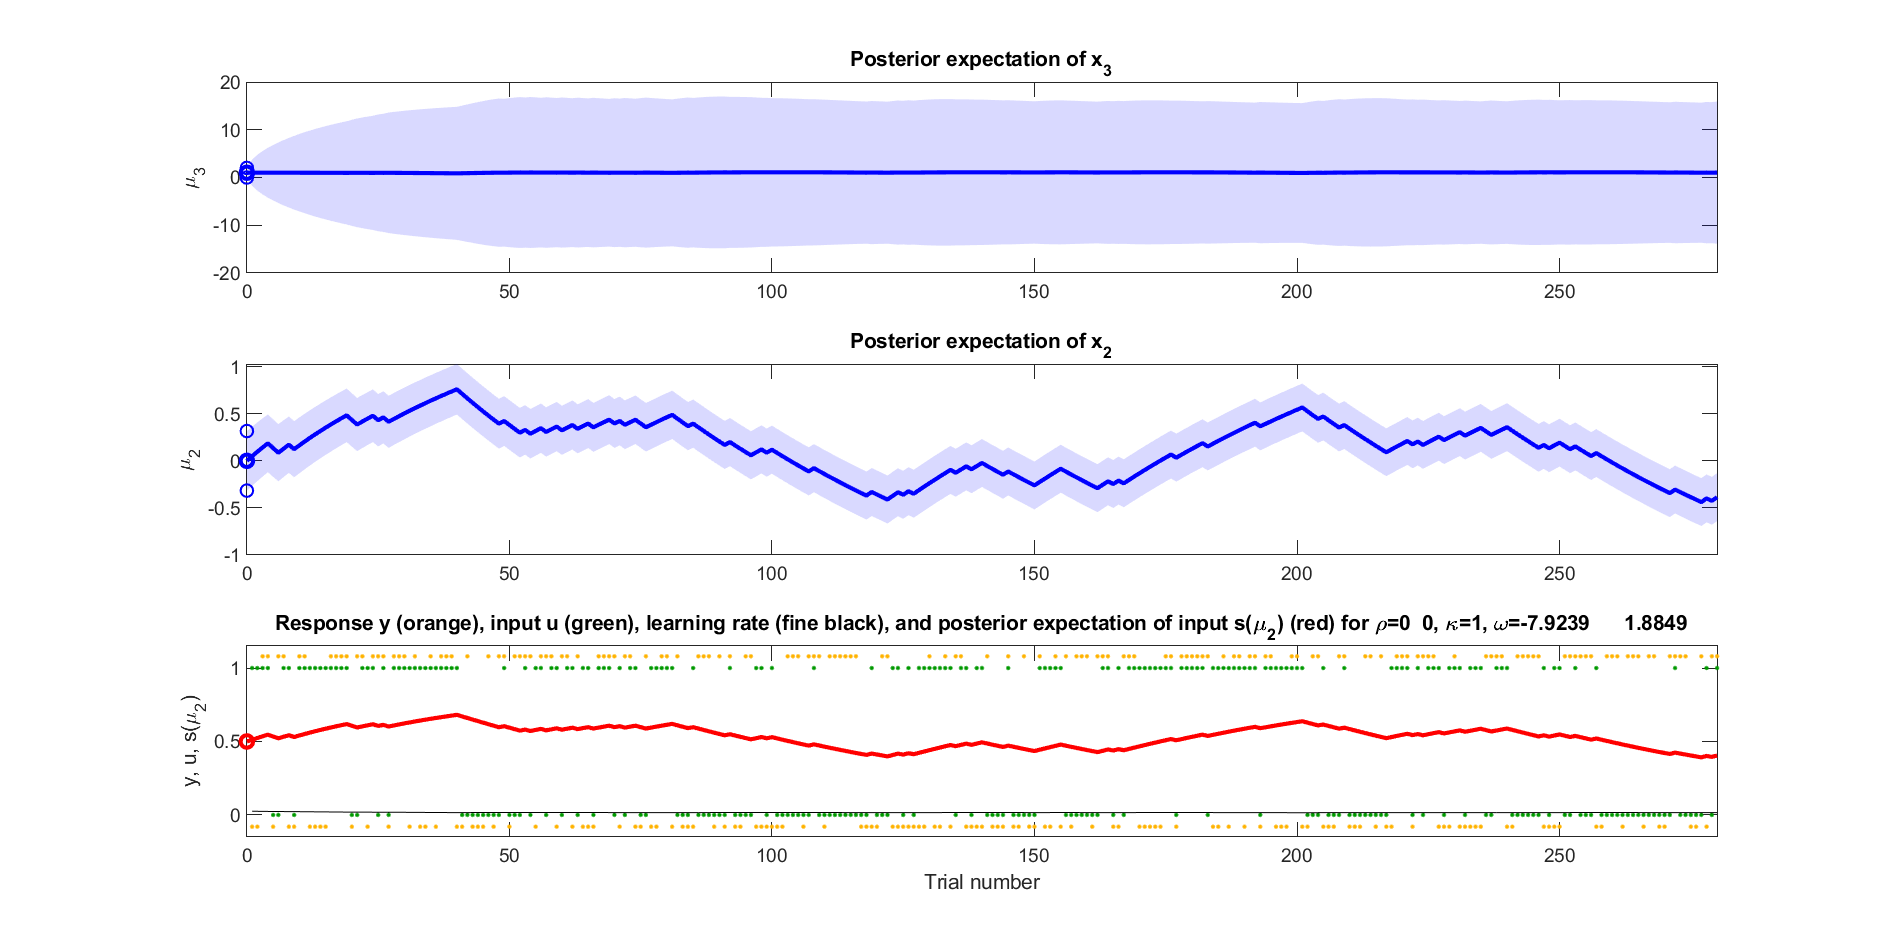 Posterior expectation of x3
20
10
0
-10
-20
μ3
0 50 100 150 200 250
Posterior expectation of x2
1
0.5
0
-0.5
-1
μ2
0 50 100 150 200 250
Response y (orange), input u (green), learning rate (fine black), and posterior expectation of input s(μ2) (red) for ρ=0 0, κ=1, ω=-7.9239 1.8849
1
0.5
0
y, u, s(μ2)
0 50 100 150 200 250
Trial number